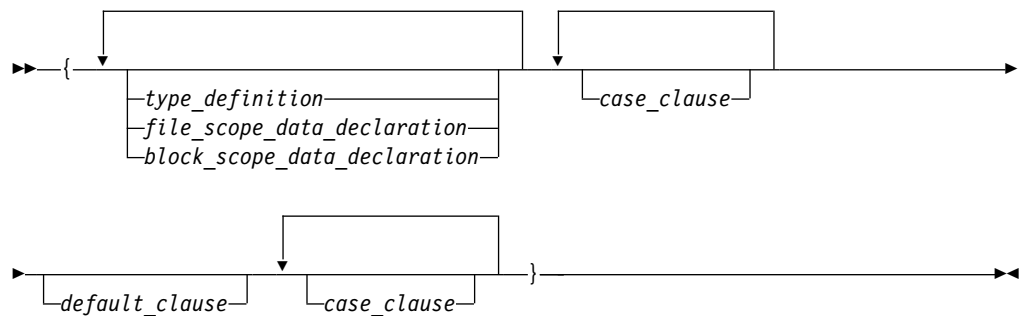 {
type_definition
file_scope_data_declaration
block_scope_data_declaration
case_clause
}
default_clause
case_clause